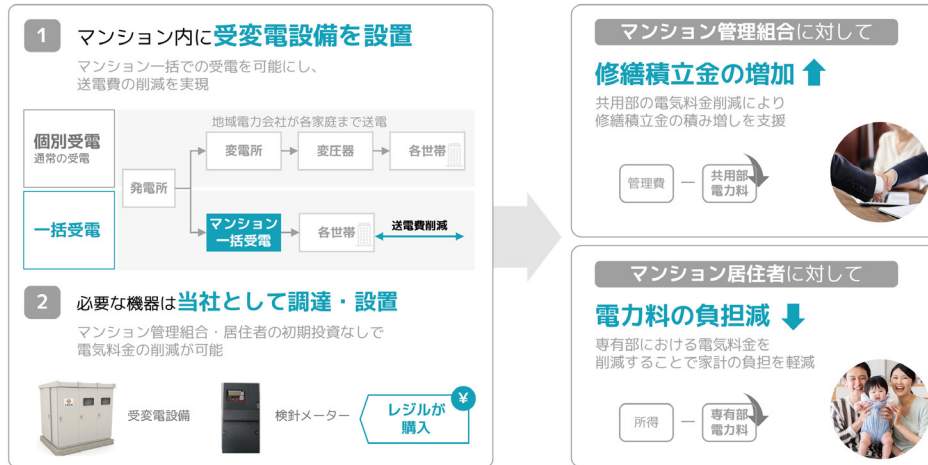 1 マンション内に受変電設備を設置
マンション一括での受電を可能にし、
送電費の削減を実現
個別受電
通常の受電
一括受電
地域電力会社が各家庭まで送電
発電所
変電所
変圧器
各世帯
マンション
一括受電
各世帯
送電費削減
2 必要な機器は当社として調達・設置
マンション管理組合・居住者の初期投資なしで
電気料金の削減が可能
受変電設備
検針メーター
レジルが
購入
¥
マンション管理組合に対して
修繕積立金の増加
共用部の電気料金削減により
修繕積立金の積み増しを支援
管理費
共用部
電力料
マンション居住者に対して
電力料の負担減
専有部における電気料金を
削減することで家計の負担を軽減
所得
専有部
電力料